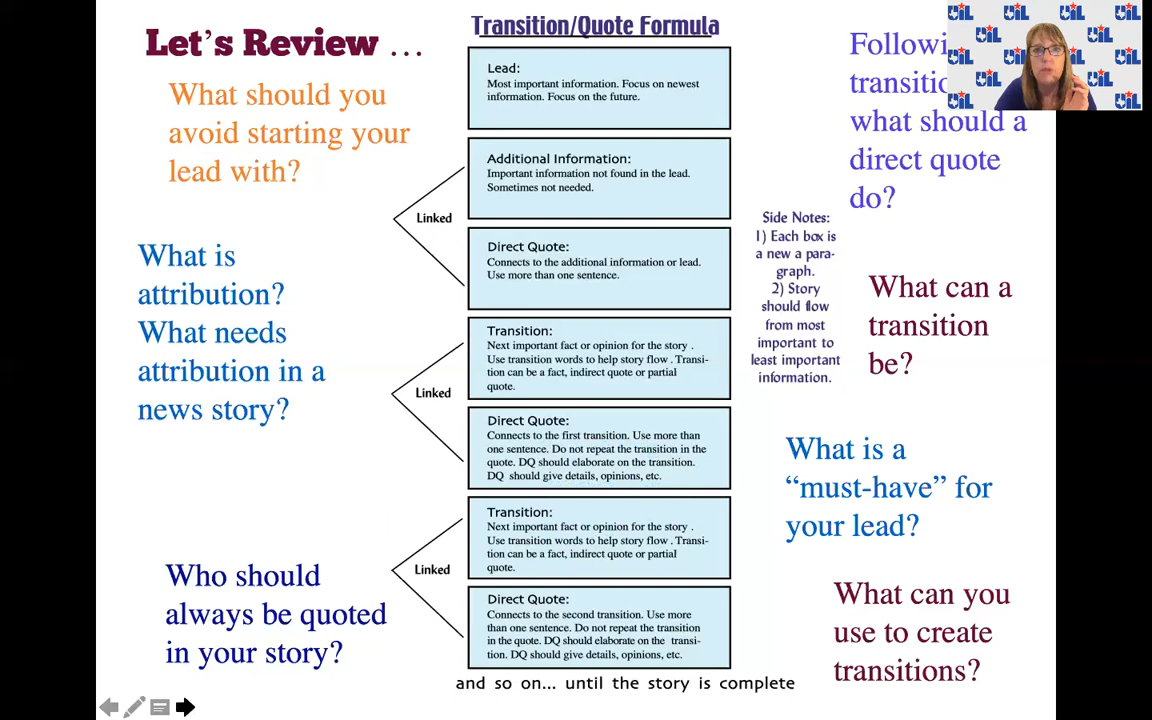 Let's Review ...
What should you
avoid starting your
lead with?
What is
attribution?
What needs
attribution in a
news story?
Who should
always be quoted
in your story?
Transition/Quote Formula
Lead:
Most important information. Focus on newest
information. Focus on the future.
Additional Information:
Important information not found in the lead.
Sometimes not needed.
Linked
Direct Quote:
Connects to the additional information or lead.
Use more than one sentence.
Transition:
Next important fact or opinion for the story .
Use transition words to help story flow . Transi-
tion can be a fact, indirect quote or partial
quote.
Linked
Direct Quote:
Connects to the first transition. Use more than
one sentence. Do not repeat the transition in the
quote. DQ should elaborate on the transition.
DQ should give details, opinions, etc.
Transition:
Next important fact or opinion for the story .
Use transition words to help story flow . Transi-
tion can be a fact, indirect quote or partial
quote.
Linked
Direct Quote:
Connects to the second transition. Use more
than one sentence. Do not repeat the transition
in the quote. DQ should elaborate on the transi-
tion. DQ should give details, opinions, etc.
and so on... until the story is complete
Side Notes:
1) Each box is
a new a para-
graph.
2) Story
should flow
from most
important to
least important
information.
what should a
direct quote
do?
What can a
transition
be?
What is a
“must-have” for
your lead?
What can you
use to create
transitions?
UIL
UIL
UIL
UIL
UIL
UIL
UIL
UIL
UIL
UIL
UIL
UIL